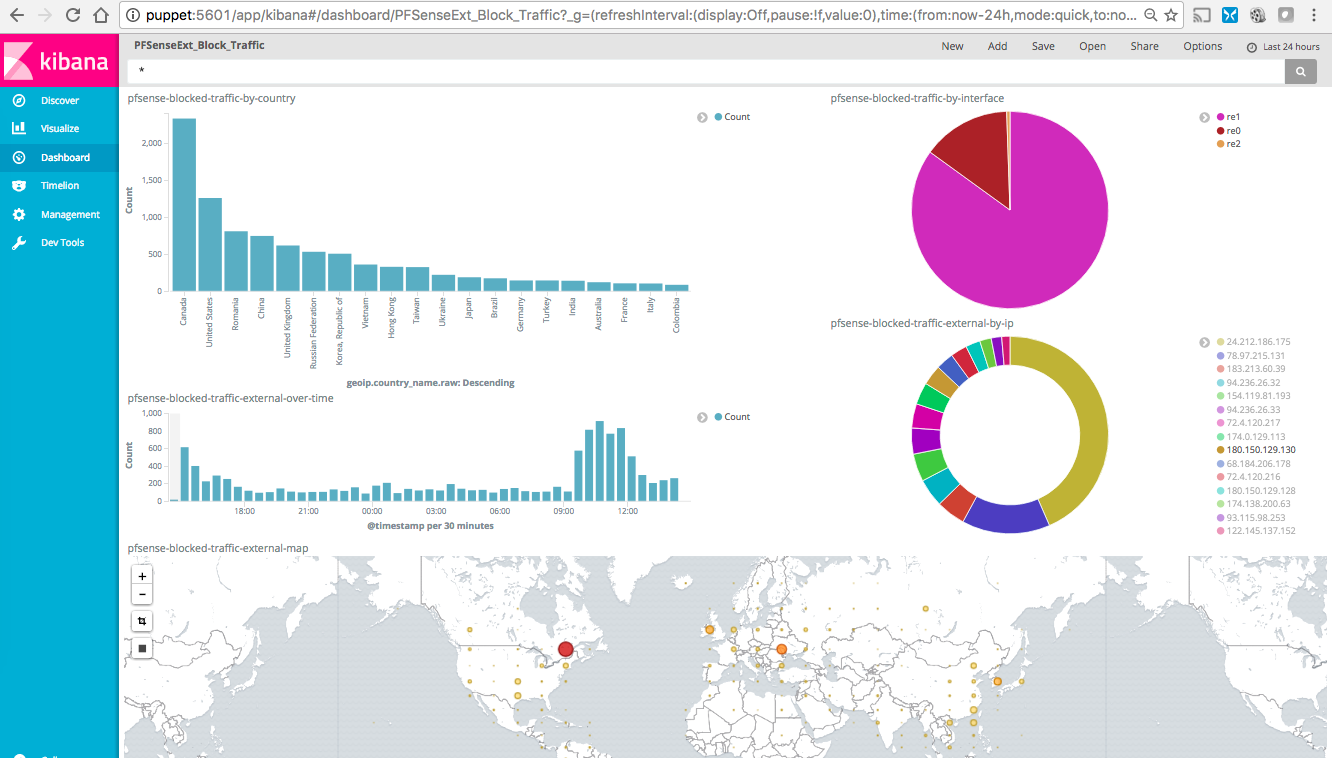 puppet:5601/app/kibana#/dashboard/PFSenseExt_Block_Traffic?_g=(refreshInterval:(display:Off,pause:!f,value:0),time:(from:now-24h,mode:quick,to:no...
kibana
Discover
Visualize
Dashboard
Timelion
Management
Dev Tools
PFSenseExt_Block_Traffic
New Add Save Open Share Options Last 24 hours
*
pfsense-blocked-traffic-by-country
Count
2,000
1,500
1,000
500
0
Count
Canada
United States
Romania
China
United Kingdom
Russian Federation
Korea, Republic of
Vietnam
Hong Kong
Taiwan
Ukraine
Japan
Brazil
Germany
Turkey
India
Australia
France
Italy
Colombia
geoip.country_name.raw: Descending
pfsense-blocked-traffic-by-interface
re1
re0
re2
pfsense-blocked-traffic-external-by-ip
24.212.186.175
78.97.215.131
183.213.60.39
94.236.26.32
154.119.81.193
94.236.26.33
72.4.120.217
174.0.129.113
180.150.129.130
68.184.206.178
72.4.120.216
180.150.129.128
174.138.200.63
93.115.98.253
122.145.137.152
pfsense-blocked-traffic-external-over-time
Count
1,000
800
600
400
200
0
Count
18:00 21:00 00:00 03:00 06:00 09:00 12:00
@timestamp per 30 minutes
pfsense-blocked-traffic-external-map
+
−